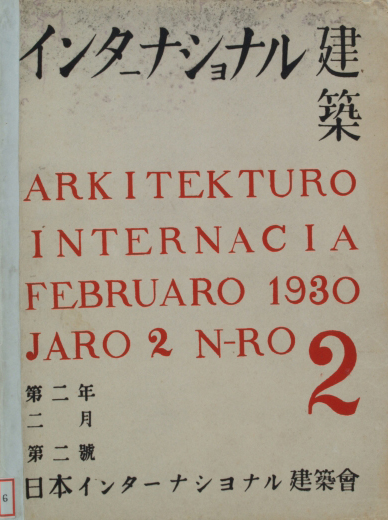 インターナショナル建築
ARKITEKTURO
INTERNACIA
FEBRUARO 1930
JARO 2 N-RO 2
第二年
二月
第二號
日本インターナショナル建築會
6